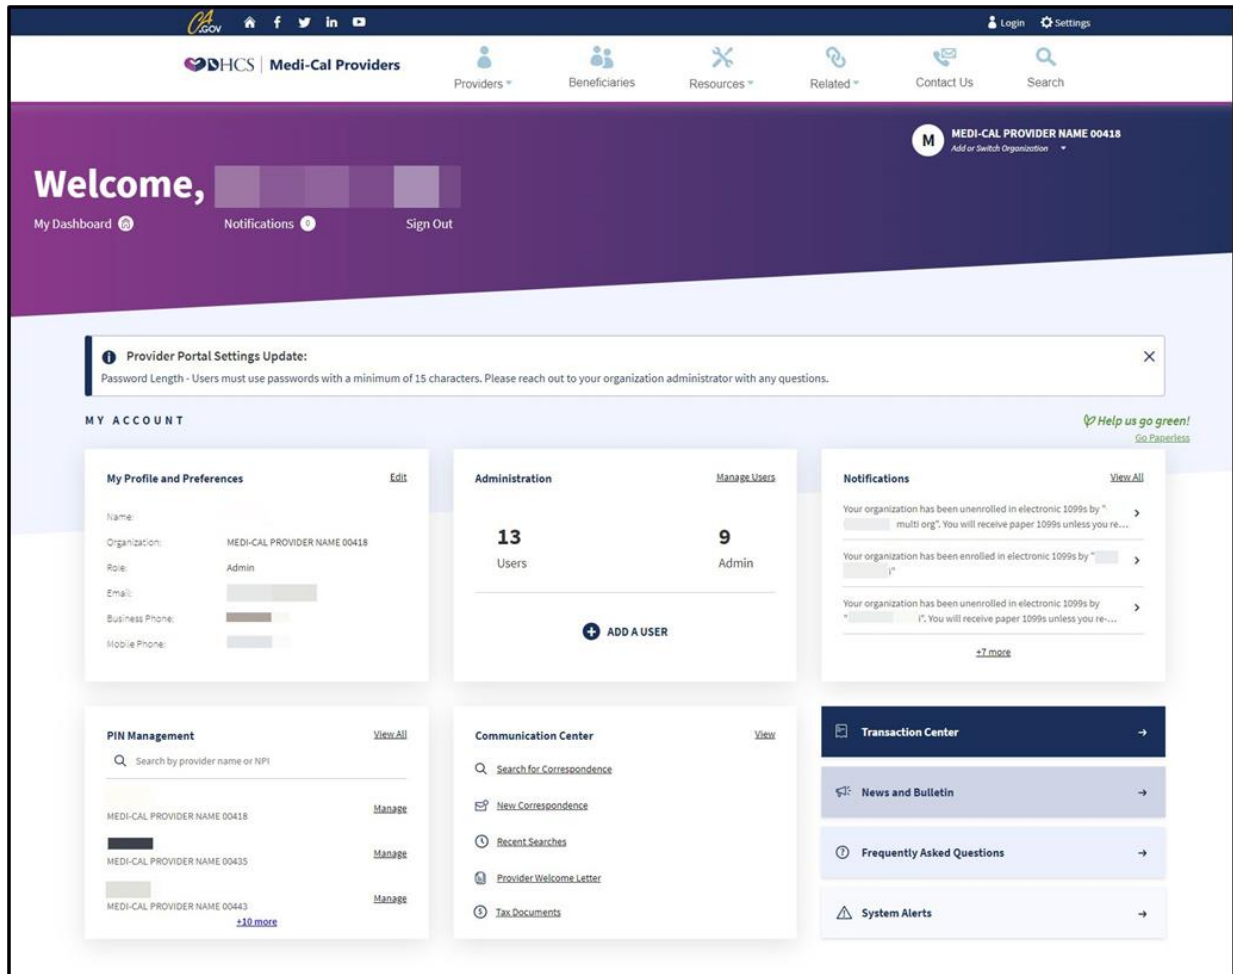 CA.GOV
Login
Settings
DHCS | Medi-Cal Providers
Providers
Beneficiaries
Resources
Related
Contact Us
Search
M
MEDI-CAL PROVIDER NAME 00418
Add or Switch Organization
Welcome,
My Dashboard
Notifications 0
Sign Out
Provider Portal Settings Update:
Password Length - Users must use passwords with a minimum of 15 characters. Please reach out to your organization administrator with any questions.
MY ACCOUNT
Help us go green!
Go Paperless
My Profile and Preferences
Edit
Name:
Organization: MEDI-CAL PROVIDER NAME 00418
Role: Admin
Email:
Business Phone:
Mobile Phone:
Administration
Manage Users
13
Users
9
Admin
ADD A USER
Notifications
View All
Your organization has been unenrolled in electronic 1099s by "
multi org". You will receive paper 1099s unless you re...
Your organization has been enrolled in electronic 1099s by "
i"
Your organization has been unenrolled in electronic 1099s by
" i". You will receive paper 1099s unless you re-...
+7 more
PIN Management
View All
Search by provider name or NPI
MEDI-CAL PROVIDER NAME 00418
Manage
MEDI-CAL PROVIDER NAME 00435
Manage
MEDI-CAL PROVIDER NAME 00443
Manage
+10 more
Communication Center
View
Search for Correspondence
New Correspondence
Recent Searches
Provider Welcome Letter
Tax Documents
Transaction Center
News and Bulletin
Frequently Asked Questions
System Alerts